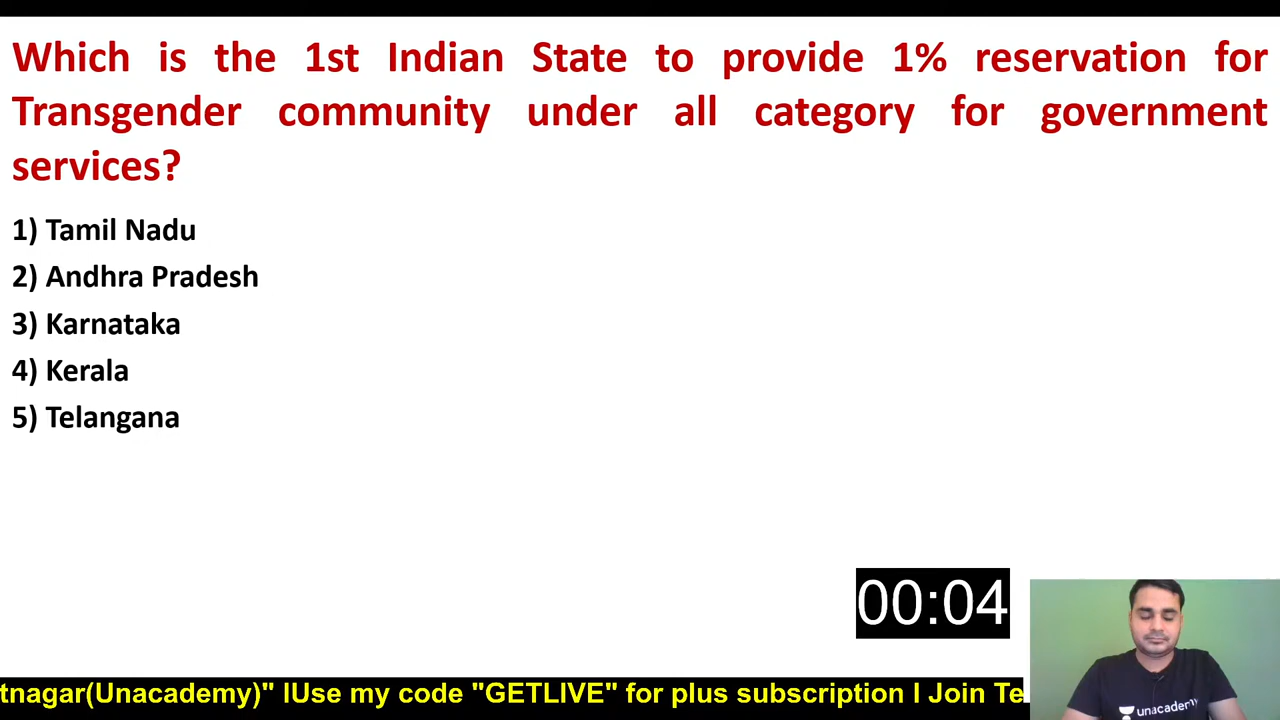 Which is the 1st Indian State to provide 1% reservation for
Transgender community under all category for government
services?
1) Tamil Nadu
2) Andhra Pradesh
3) Karnataka
4) Kerala
5) Telangana
00:04
unacademy
tnagar(Unacademy)" IUse my code "GETLIVE" for plus subscription I Join Te